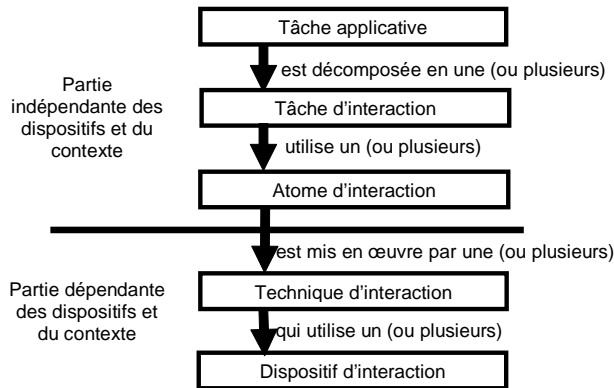 Tâche applicative
est décomposée en une (ou plusieurs)
Partie
indépendante des
dispositifs et du
contexte
Tâche d'interaction
utilise un (ou plusieurs)
Atome d'interaction
est mis en œuvre par une (ou plusieurs)
Partie dépendante
des dispositifs et
du contexte
Technique d'interaction
qui utilise un (ou plusieurs)
Dispositif d'interaction